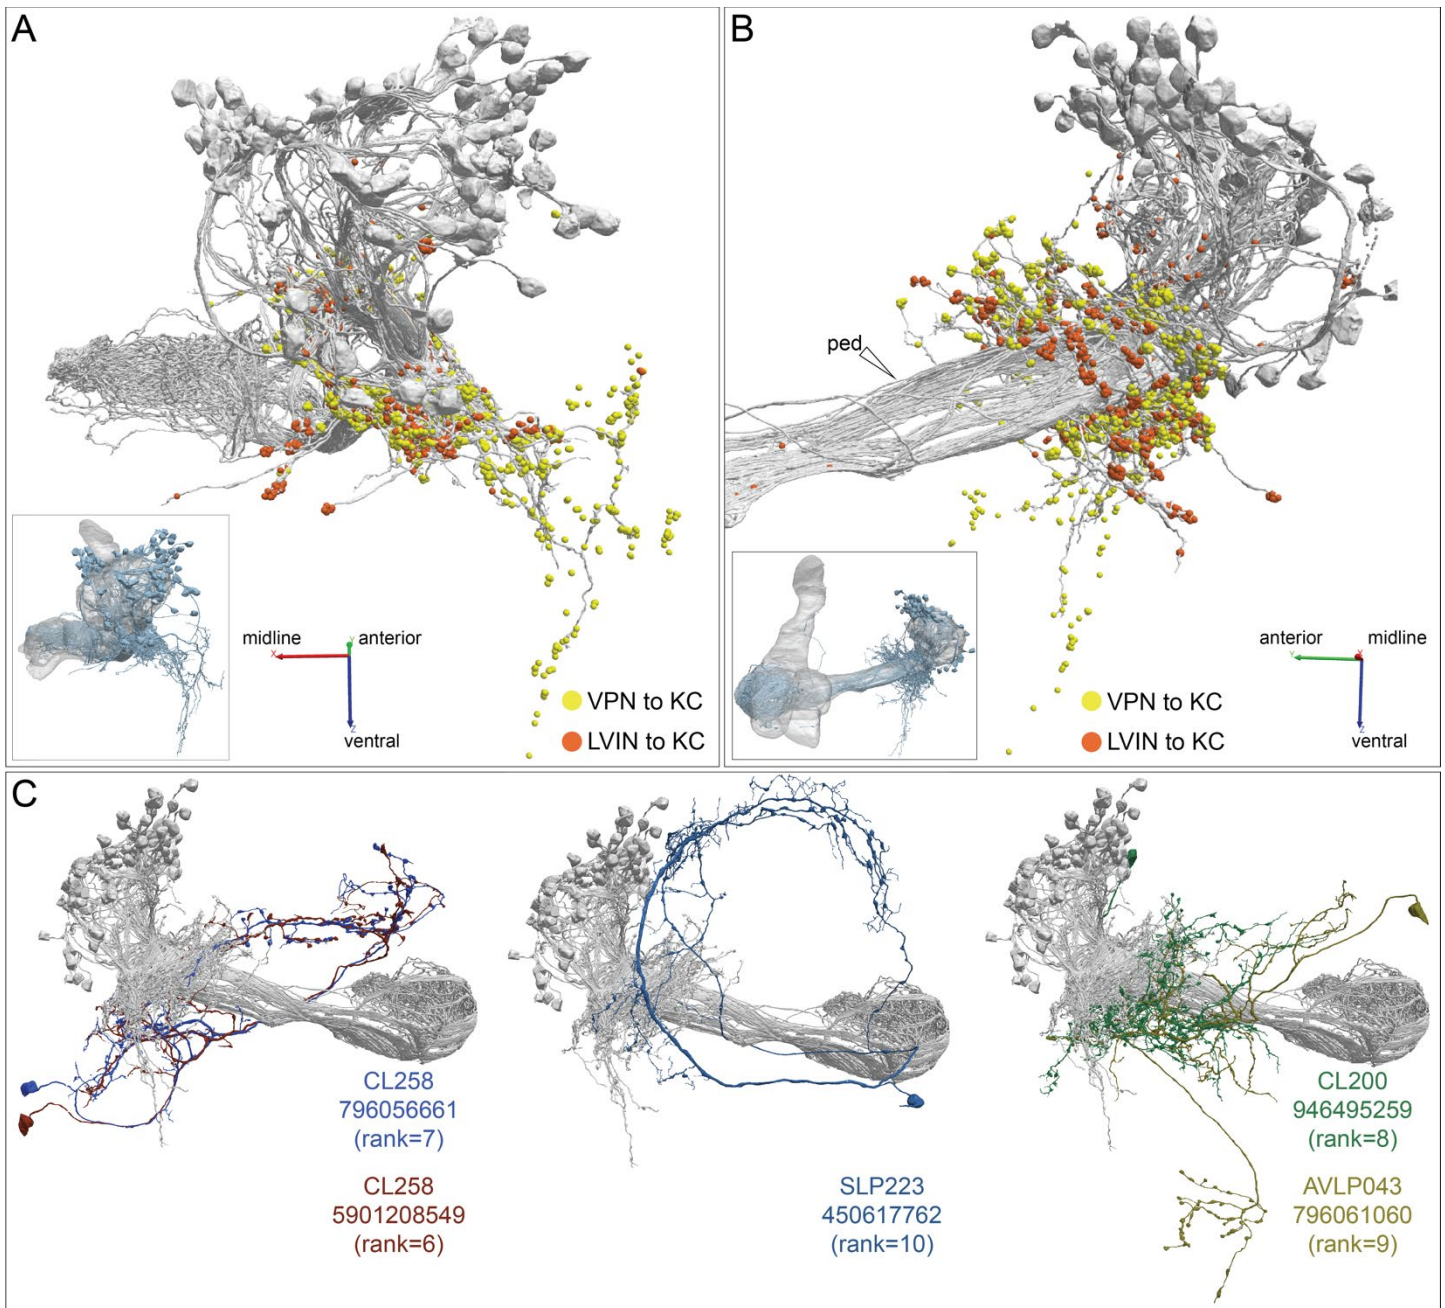 A
midline
X
Y
anterior
Z
ventral
VPN to KC
LVIN to KC
B
ped
anterior
Y
X
midline
Z
ventral
VPN to KC
LVIN to KC
C
CL258
796056661
(rank=7)
CL258
5901208549
(rank=6)
SLP223
450617762
(rank=10)
CL200
946495259
(rank=8)
AVLP043
796061060
(rank=9)